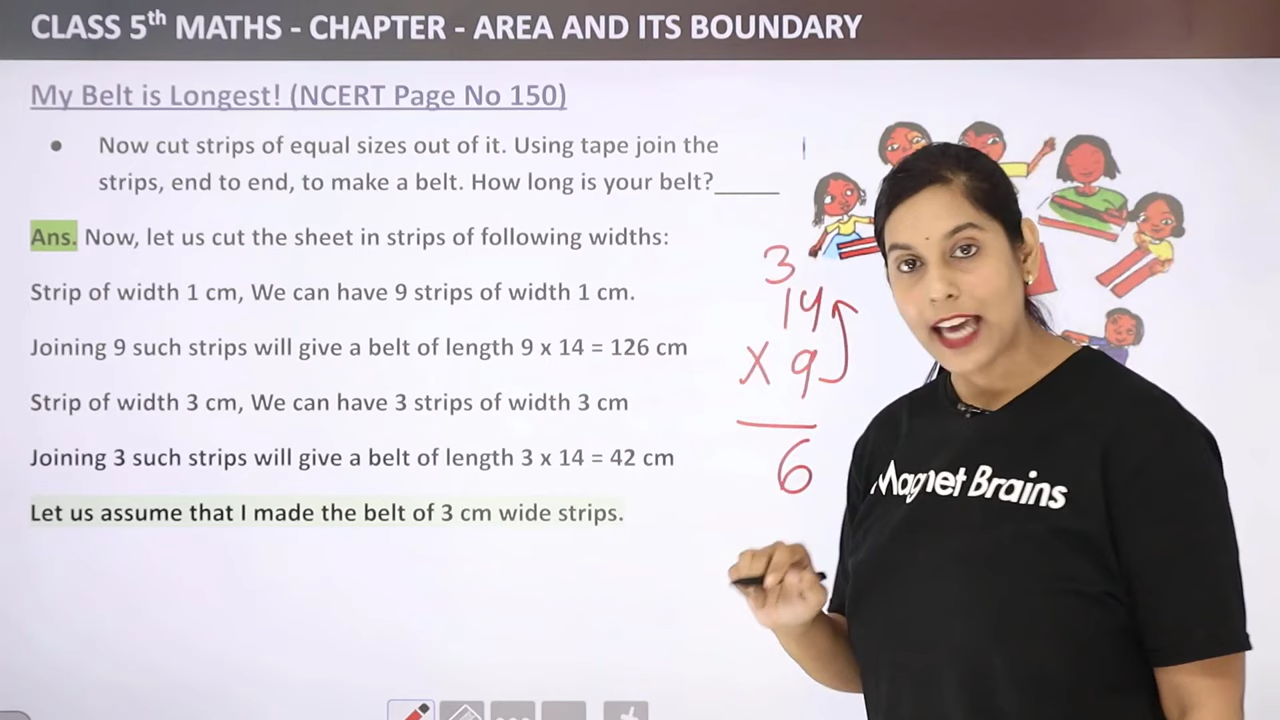 CLASS 5th MATHS - CHAPTER - AREA AND ITS BOUNDARY
My Belt is Longest! (NCERT Page No 150)
• Now cut strips of equal sizes out of it. Using tape join the
strips, end to end, to make a belt. How long is your belt?_____
Ans. Now, let us cut the sheet in strips of following widths:
Strip of width 1 cm, We can have 9 strips of width 1 cm.
Joining 9 such strips will give a belt of length 9 x 14 = 126 cm
Strip of width 3 cm, We can have 3 strips of width 3 cm
Joining 3 such strips will give a belt of length 3 x 14 = 42 cm
Let us assume that I made the belt of 3 cm wide strips.
3
14
x 9
6
Magnet Brains